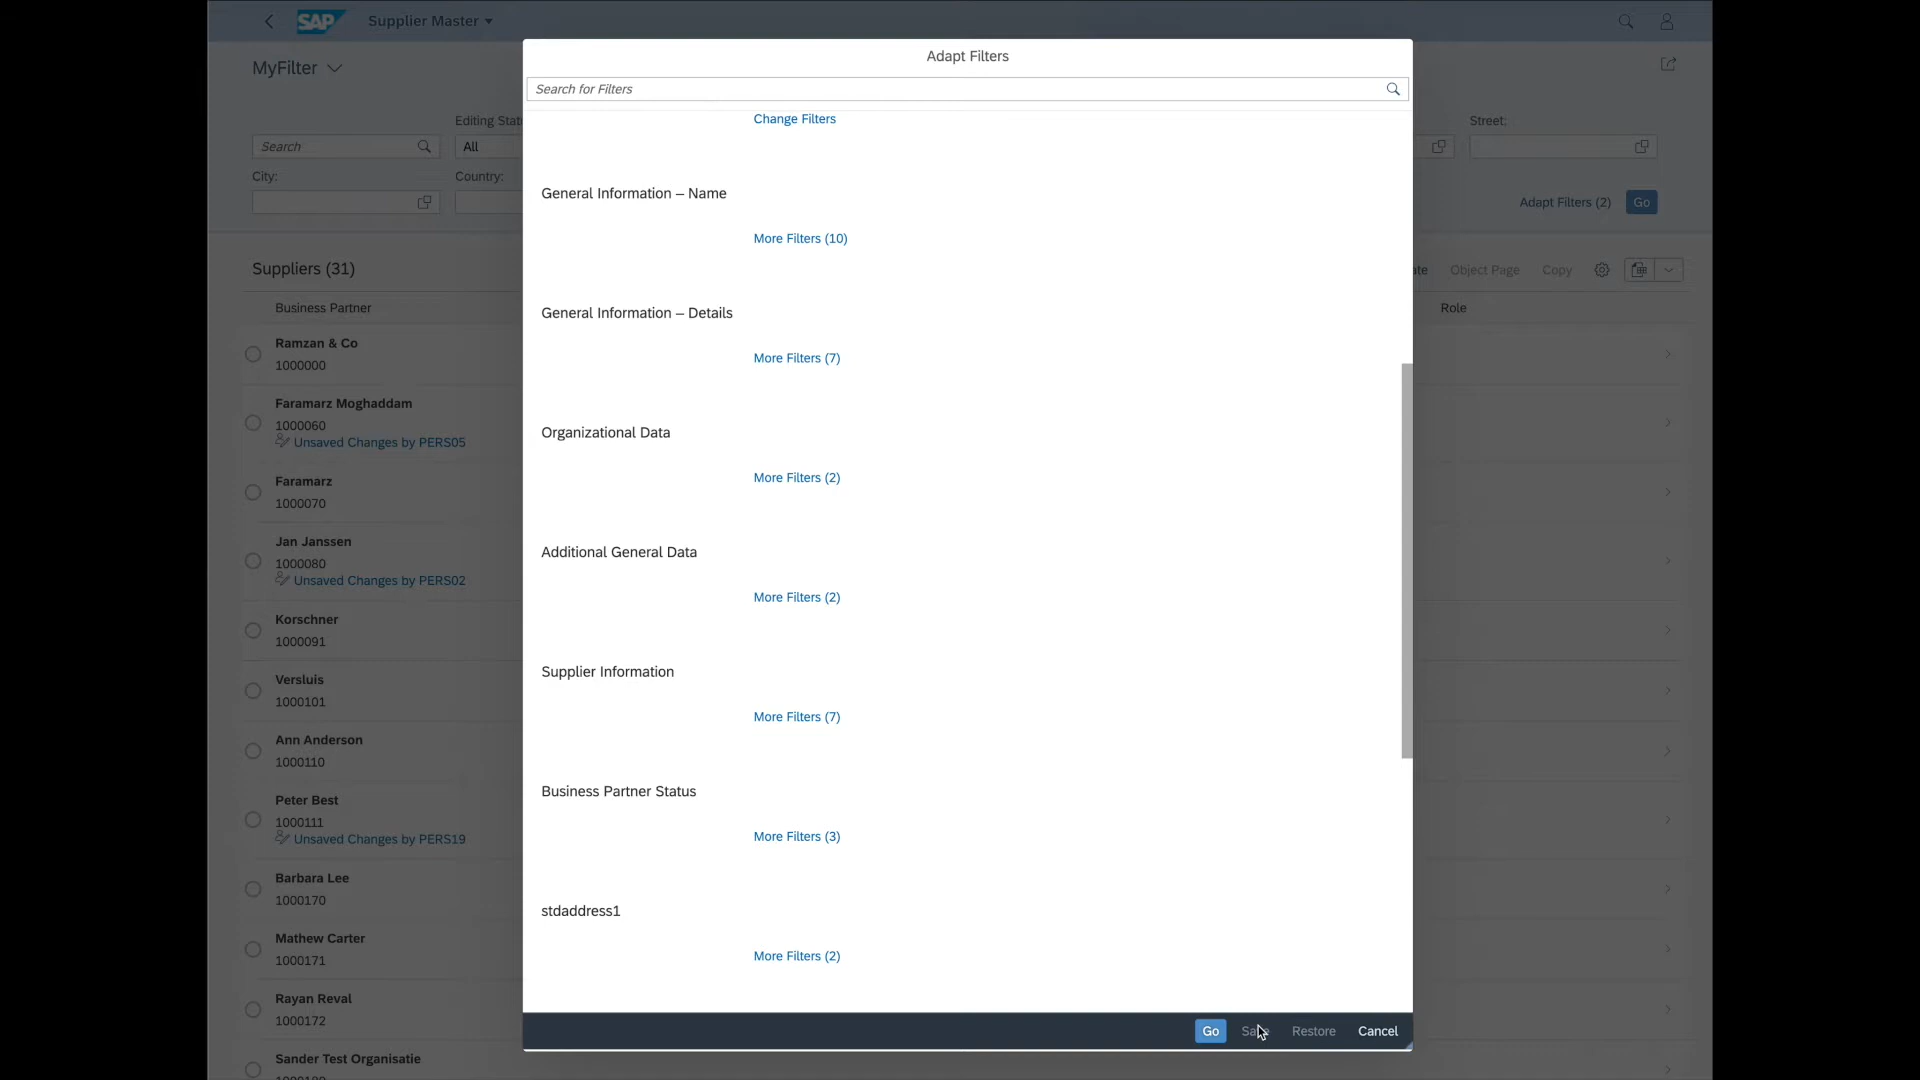 SAP
Supplier Master
MyFilter
Adapt Filters
Search for Filters
Search
Editing Stat
All
Street:
City:
Country:
Adapt Filters (2)
Go
Change Filters
General Information – Name
More Filters (10)
General Information – Details
More Filters (7)
Organizational Data
More Filters (2)
Additional General Data
More Filters (2)
Supplier Information
More Filters (7)
Business Partner Status
More Filters (3)
stdaddress1
More Filters (2)
Go
Restore
Cancel
Suppliers (31)
Object Page
Copy
Business Partner
Role
Ramzan & Co
1000000
Faramarz Moghaddam
1000060
Unsaved Changes by PERS05
Faramarz
1000070
Jan Janssen
1000080
Unsaved Changes by PERS02
Korschner
1000091
Versluis
1000101
Ann Anderson
1000110
Peter Best
1000111
Unsaved Changes by PERS19
Barbara Lee
1000170
Mathew Carter
1000171
Rayan Reval
1000172
Sander Test Organisatie